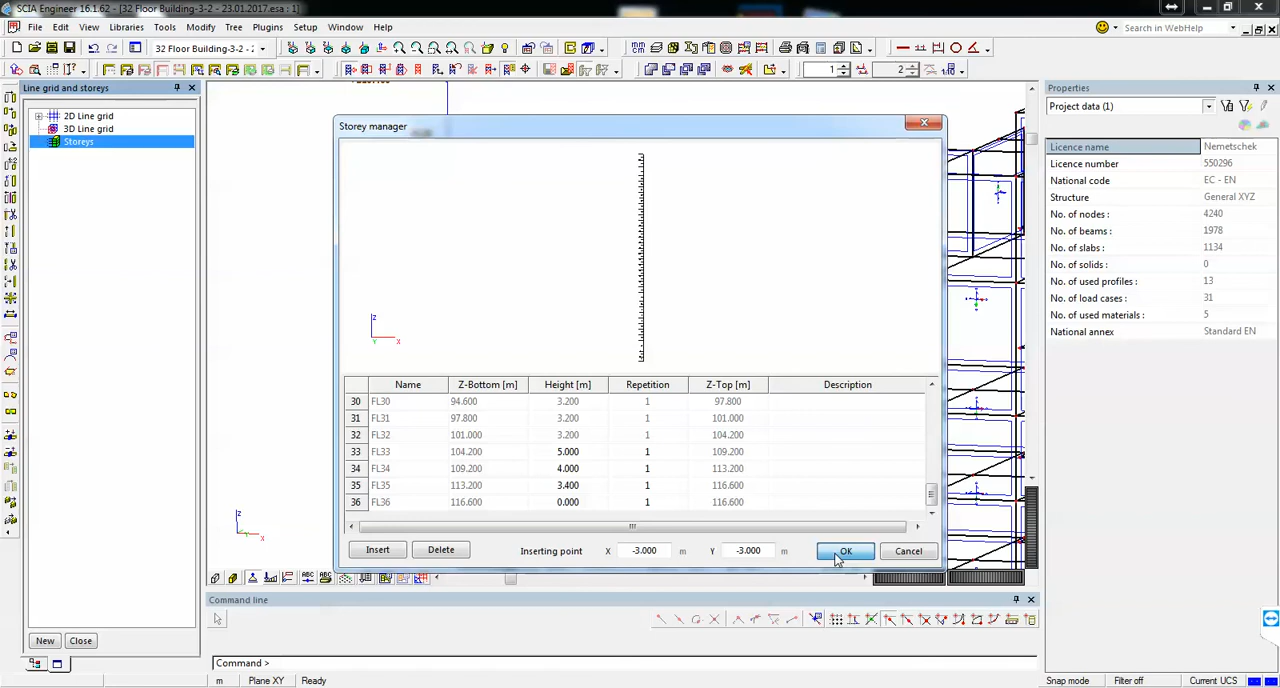 SCIA Engineer 16.1.62 - [32 Floor Building-3-2 - 23.01.2017.esa : 1]
File Edit View Libraries Tools Modify Tree Plugins Setup Window Help
Search in WebHelp
32 Floor Building-3-2 - 2
1 2
Line grid and storeys
2D Line grid
3D Line grid
Storeys
New Close
Storey manager
Z X Y
Name Z-Bottom [m] Height [m] Repetition Z-Top [m] Description
30 FL30 94.600 3.200 1 97.800
31 FL31 97.800 3.200 1 101.000
32 FL32 101.000 3.200 1 104.200
33 FL33 104.200 5.000 1 109.200
34 FL34 109.200 4.000 1 113.200
35 FL35 113.200 3.400 1 116.600
36 FL36 116.600 0.000 1 116.600
Insert Delete Inserting point X -3.000 m Y -3.000 m OK Cancel
Properties
Project data (1)
Licence name Nemetschek
Licence number 550296
National code EC - EN
Structure General XYZ
No. of nodes : 4240
No. of beams : 1978
No. of slabs : 1134
No. of solids : 0
No. of used profiles : 13
No. of load cases : 31
No. of used materials : 5
National annex Standard EN
Z X Y
Command line
Command >
m Plane XY Ready Snap mode Filter off Current UCS